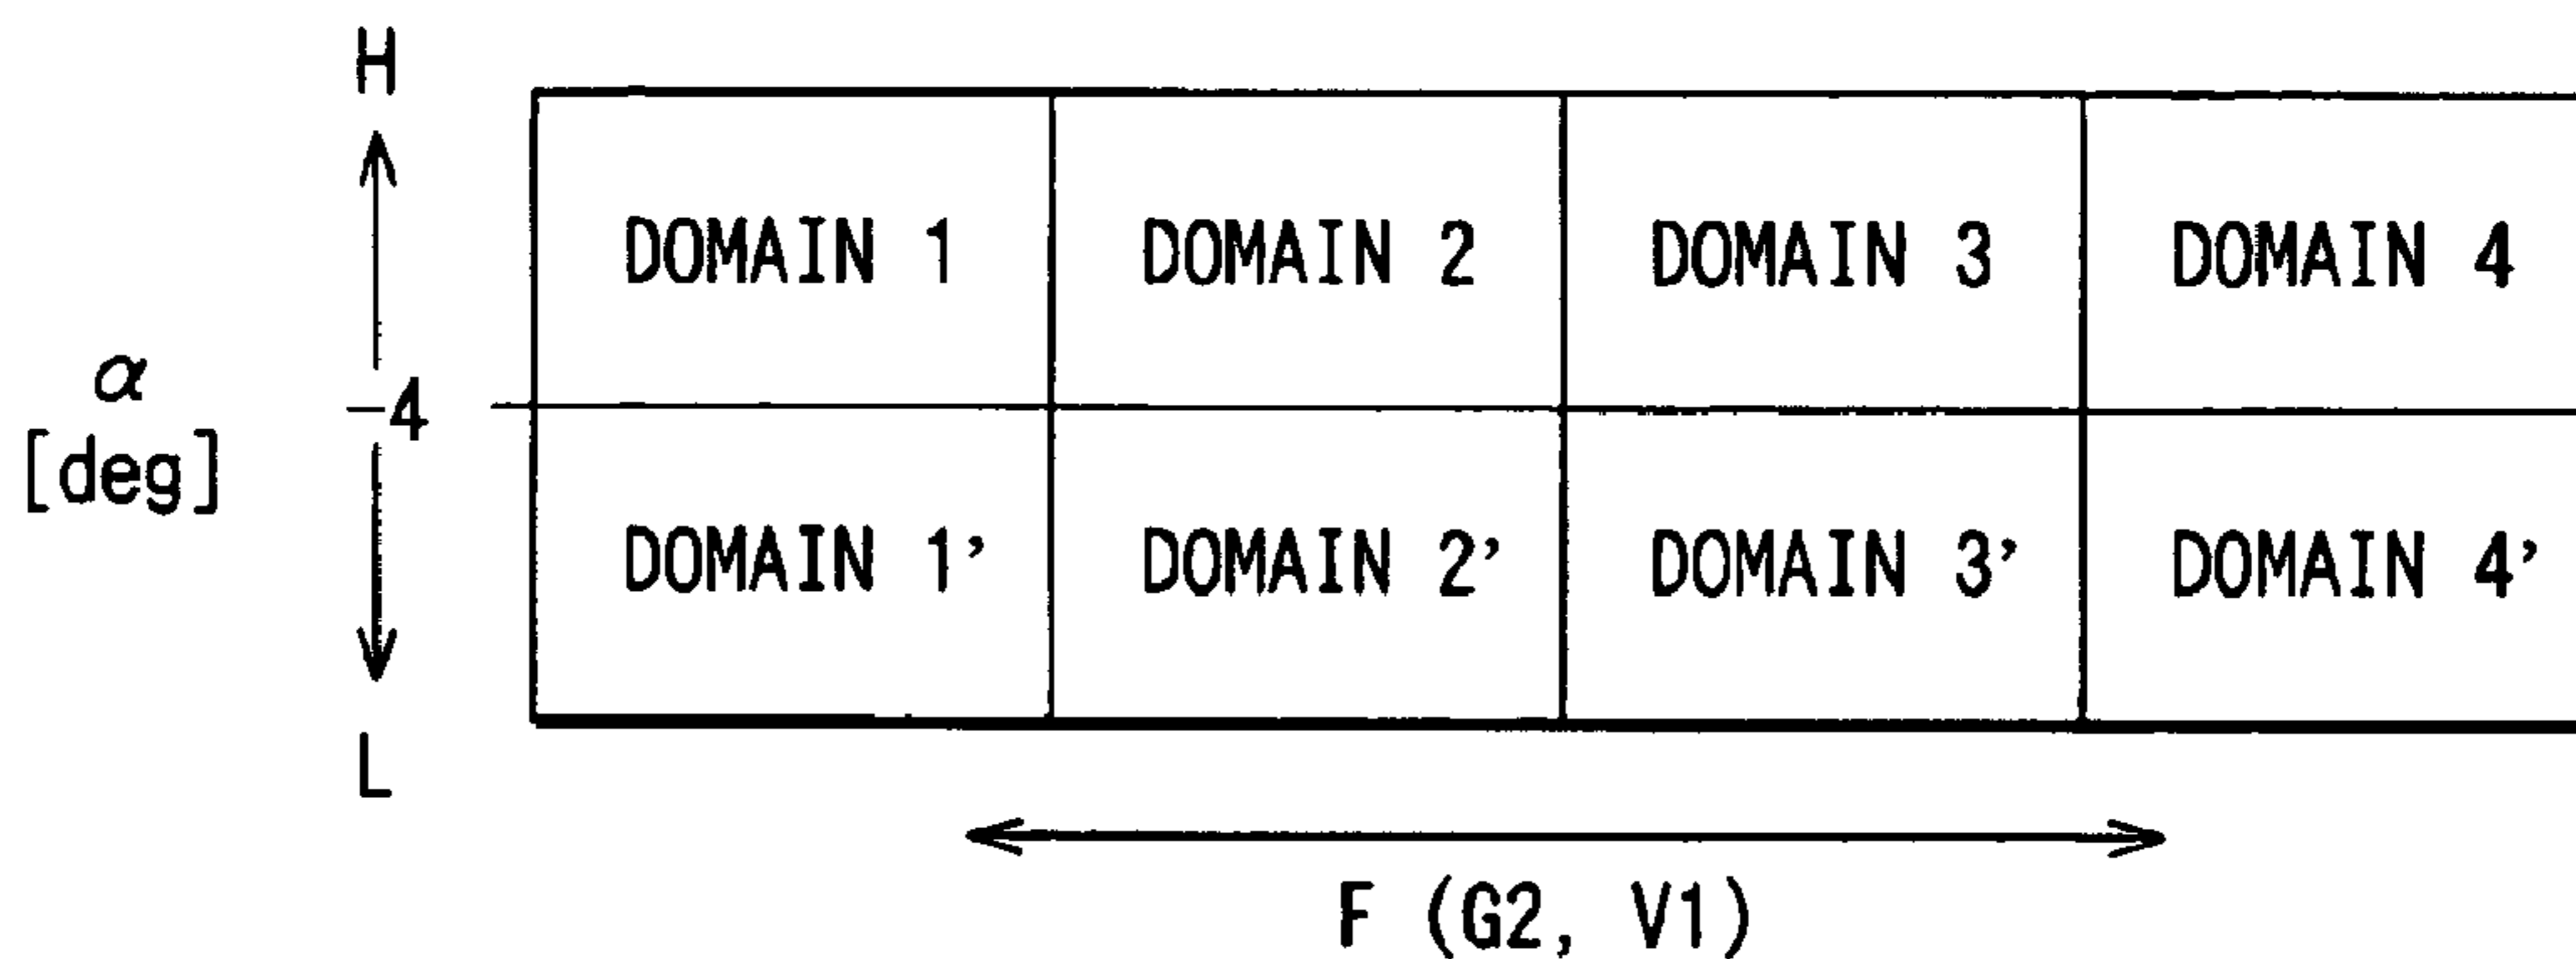 H
DOMAIN 1 DOMAIN 2 DOMAIN 3 DOMAIN 4
α
-4
[deg]
DOMAIN 1’ DOMAIN 2’ DOMAIN 3’ DOMAIN 4’
L
F (G2, V1)